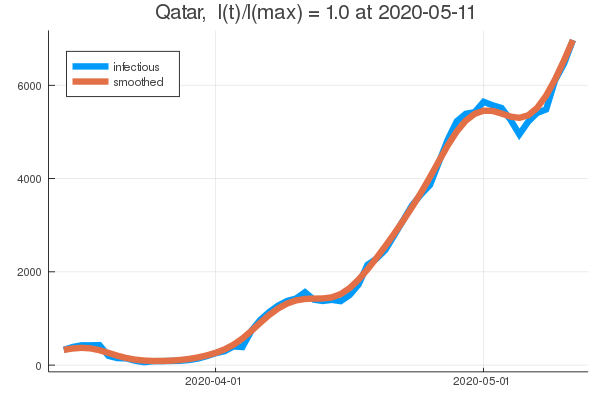 Qatar, I(t)/I(max) = 1.0 at 2020-05-11
infectious
smoothed
6000
4000
2000
0
2020-04-01
2020-05-01